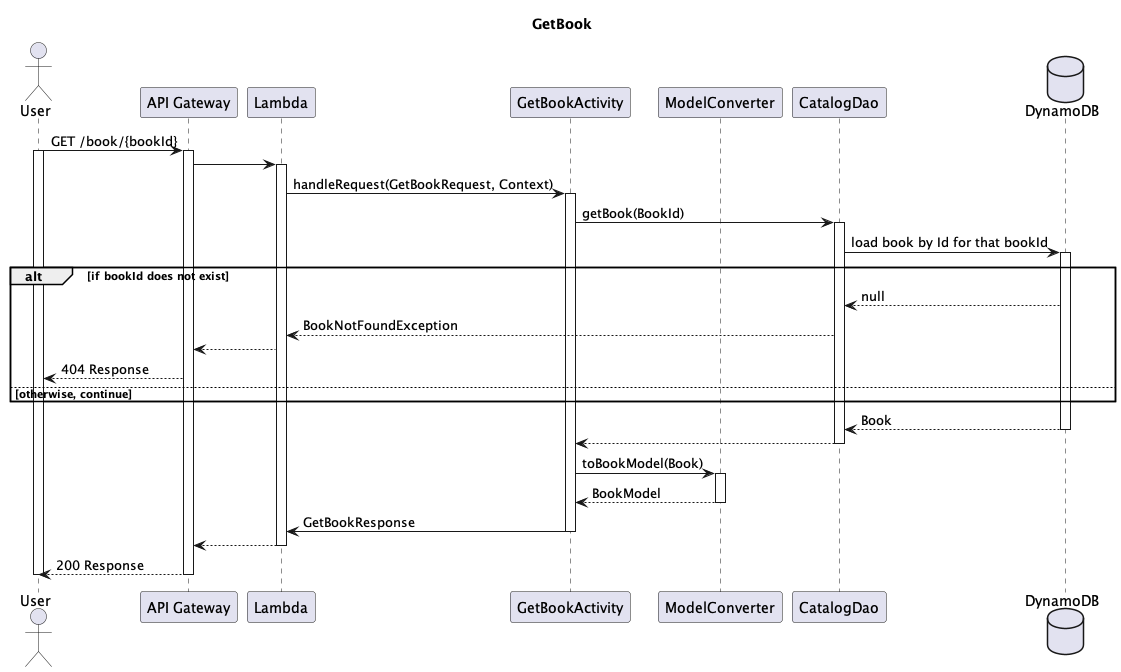 GetBook
User
API Gateway
Lambda
GetBookActivity
ModelConverter
CatalogDao
DynamoDB
GET /book/{bookId}
handleRequest(GetBookRequest, Context)
getBook(BookId)
load book by Id for that bookId
alt
[if bookId does not exist]
null
BookNotFoundException
404 Response
[otherwise, continue]
Book
toBookModel(Book)
BookModel
GetBookResponse
200 Response
User
API Gateway
Lambda
GetBookActivity
ModelConverter
CatalogDao
DynamoDB